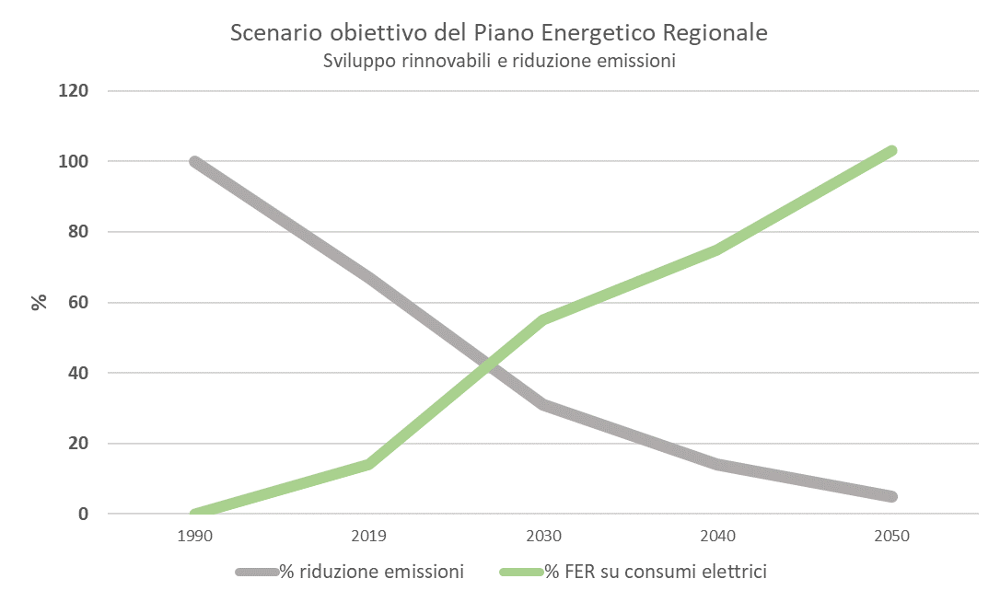 Scenario obiettivo del Piano Energetico Regionale
Sviluppo rinnovabili e riduzione emissioni
120
100
80
%
60
40
20
0
1990 2019 2030 2040 2050
% riduzione emissioni % FER su consumi elettrici